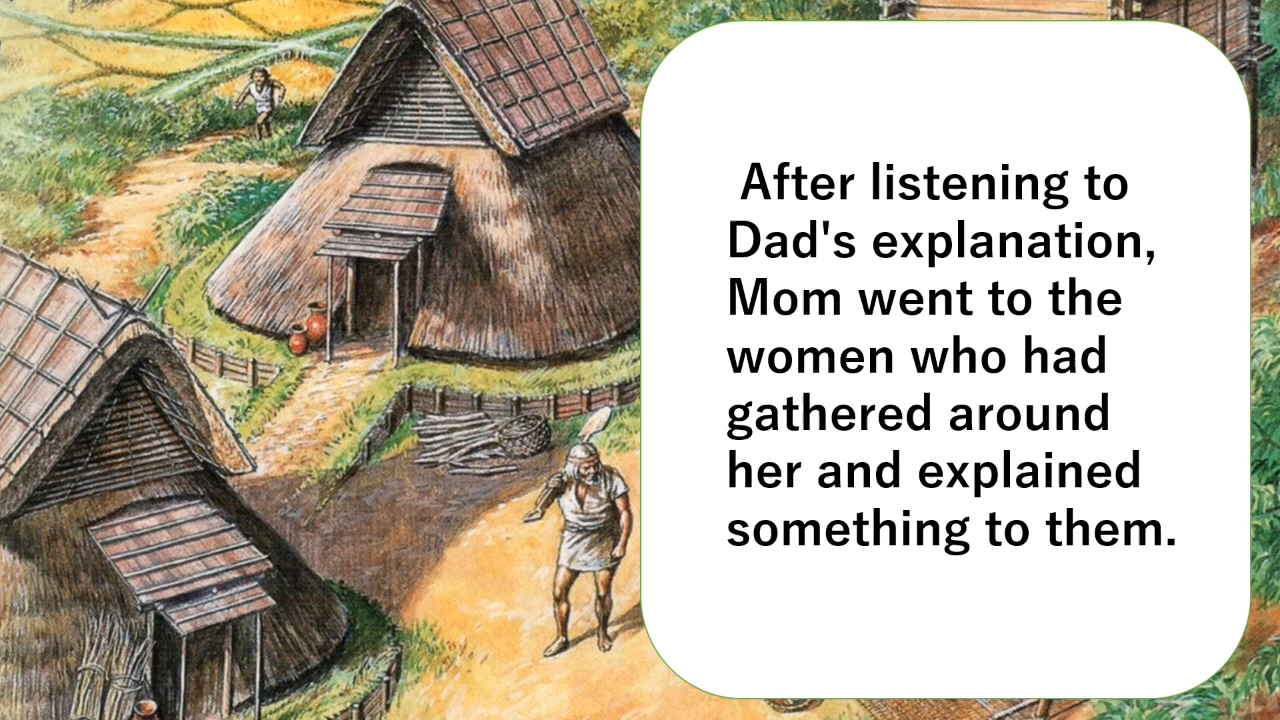 After listening to
Dad's explanation,
Mom went to the
women who had
gathered around
her and explained
something to them.